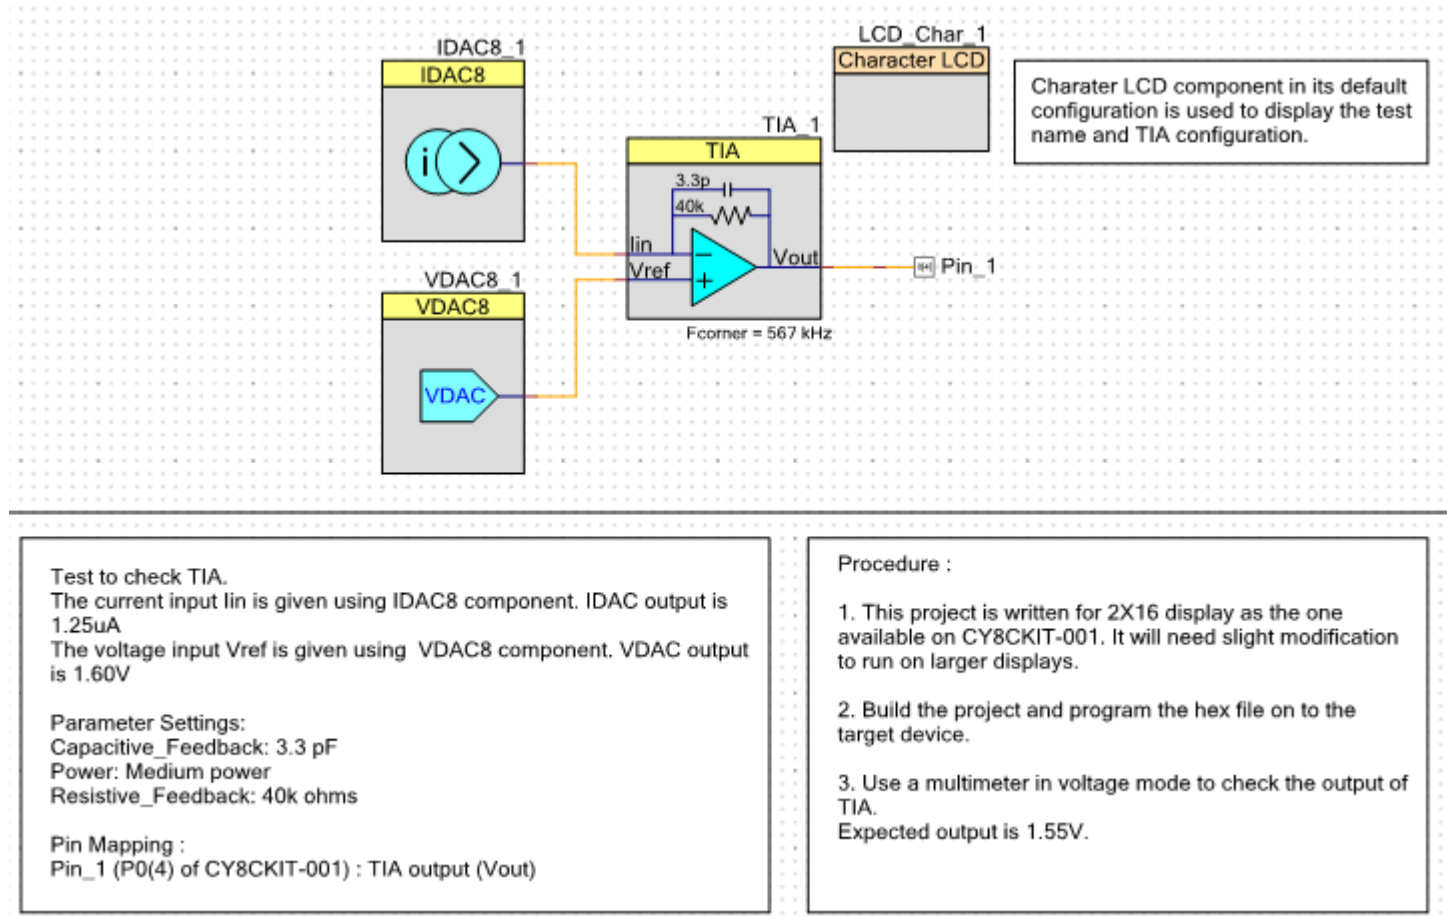 IDAC8_1
IDAC8
i
LCD_Char_1
Character LCD
Charater LCD component in its default
configuration is used to display the test
name and TIA configuration.
TIA_1
TIA
3.3p
40k
Iin
Vref
Vout
Pin_1
Fcorner = 567 kHz
VDAC8_1
VDAC8
VDAC
Test to check TIA.
The current input Iin is given using IDAC8 component. IDAC output is
1.25uA
The voltage input Vref is given using VDAC8 component. VDAC output
is 1.60V
Parameter Settings:
Capacitive_Feedback: 3.3 pF
Power: Medium power
Resistive_Feedback: 40k ohms
Pin Mapping :
Pin_1 (P0(4) of CY8CKIT-001) : TIA output (Vout)
Procedure :
1. This project is written for 2X16 display as the one
available on CY8CKIT-001. It will need slight modification
to run on larger displays.
2. Build the project and program the hex file on to the
target device.
3. Use a multimeter in voltage mode to check the output of
TIA.
Expected output is 1.55V.